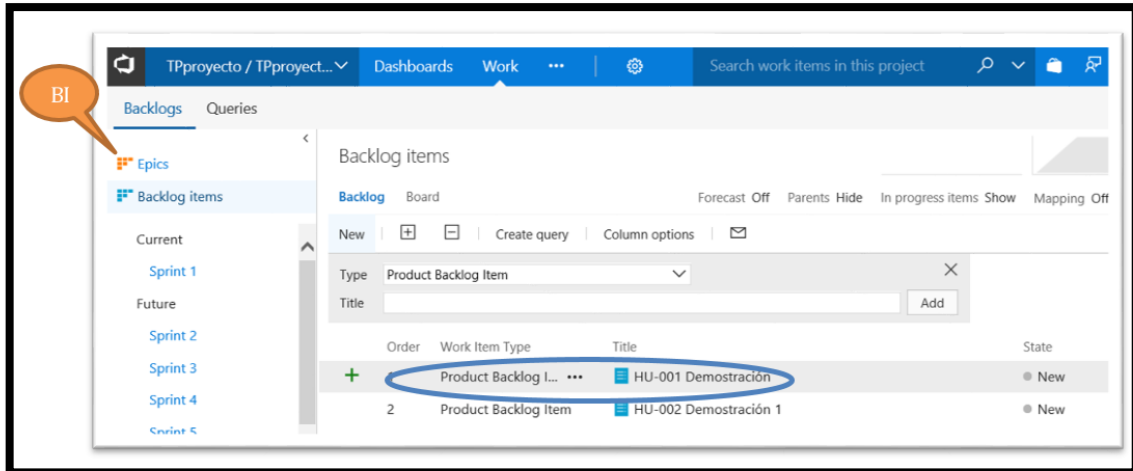 TPproyecto / TPproyect... Dashboards Work ... Search work items in this project
BI
Backlogs Queries
Epics
Backlog items
Current
Sprint 1
Future
Sprint 2
Sprint 3
Sprint 4
Sprint 5
Backlog items
Backlog Board Forecast Off Parents Hide In progress items Show Mapping Off
New Create query Column options
Type Product Backlog Item
Title Add
Order Work Item Type Title State
Product Backlog I... ... HU-001 Demostración New
2 Product Backlog Item HU-002 Demostración 1 New